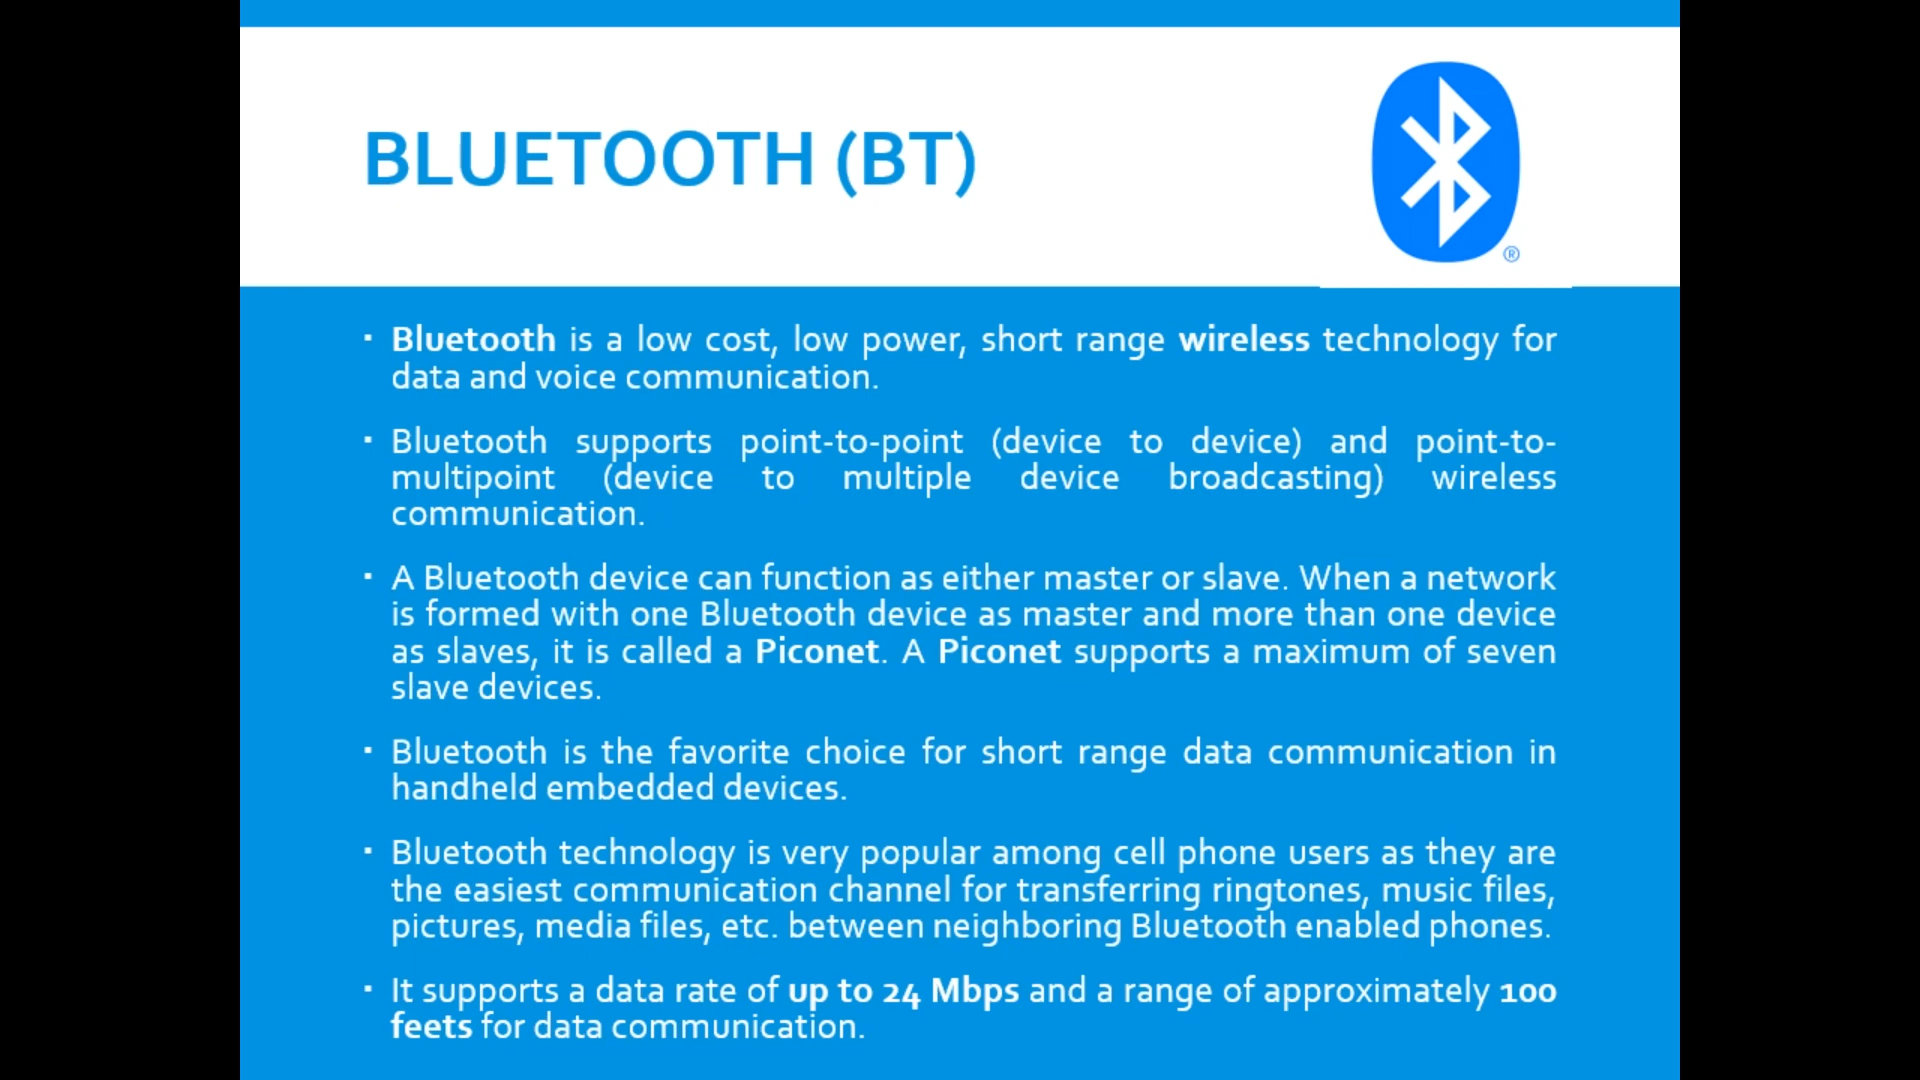 BLUETOOTH (BT)
®
▪ Bluetooth is a low cost, low power, short range wireless technology for
data and voice communication.
▪ Bluetooth supports point-to-point (device to device) and point-to-
multipoint (device to multiple device broadcasting) wireless
communication.
▪ A Bluetooth device can function as either master or slave. When a network
is formed with one Bluetooth device as master and more than one device
as slaves, it is called a Piconet. A Piconet supports a maximum of seven
slave devices.
▪ Bluetooth is the favorite choice for short range data communication in
handheld embedded devices.
▪ Bluetooth technology is very popular among cell phone users as they are
the easiest communication channel for transferring ringtones, music files,
pictures, media files, etc. between neighboring Bluetooth enabled phones.
▪ It supports a data rate of up to 24 Mbps and a range of approximately 100
feets for data communication.